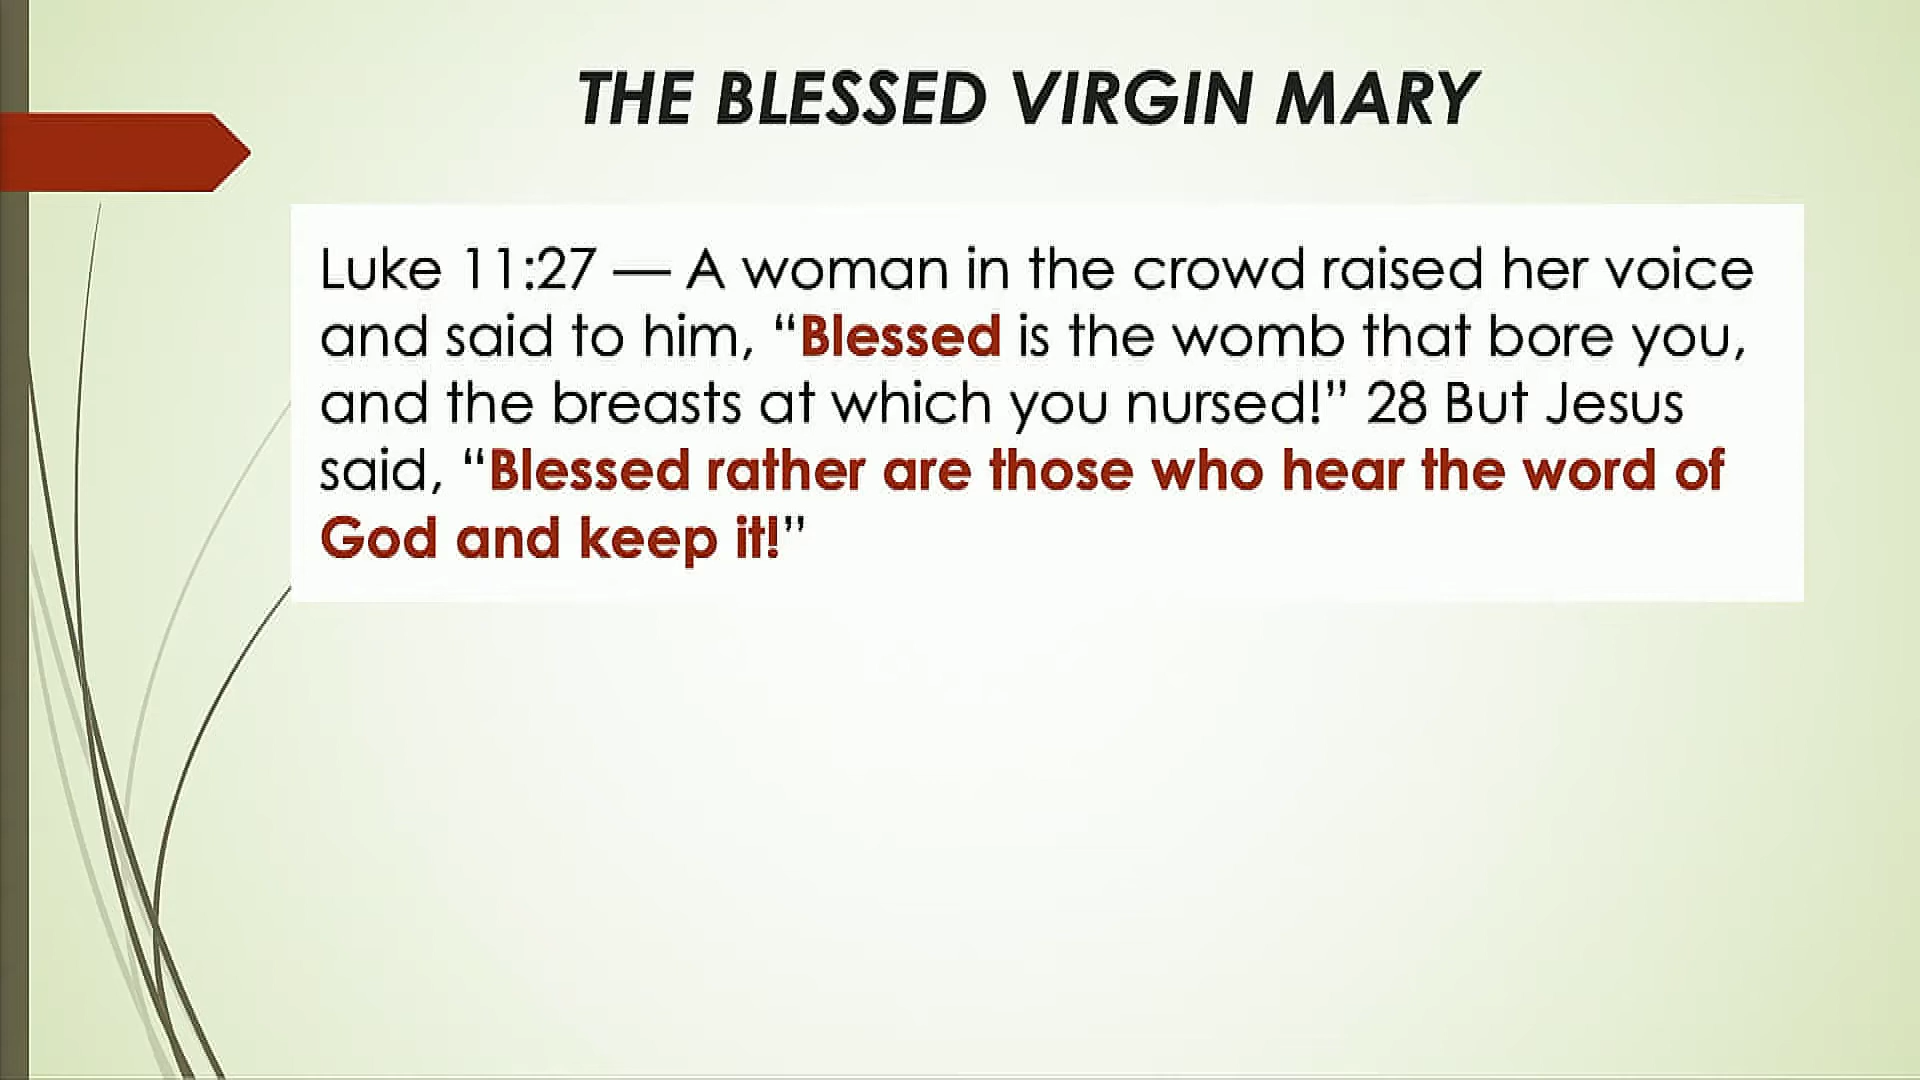 THE BLESSED VIRGIN MARY
Luke 11:27 — A woman in the crowd raised her voice
and said to him, “Blessed is the womb that bore you,
and the breasts at which you nursed!” 28 But Jesus
said, “Blessed rather are those who hear the word of
God and keep it!”